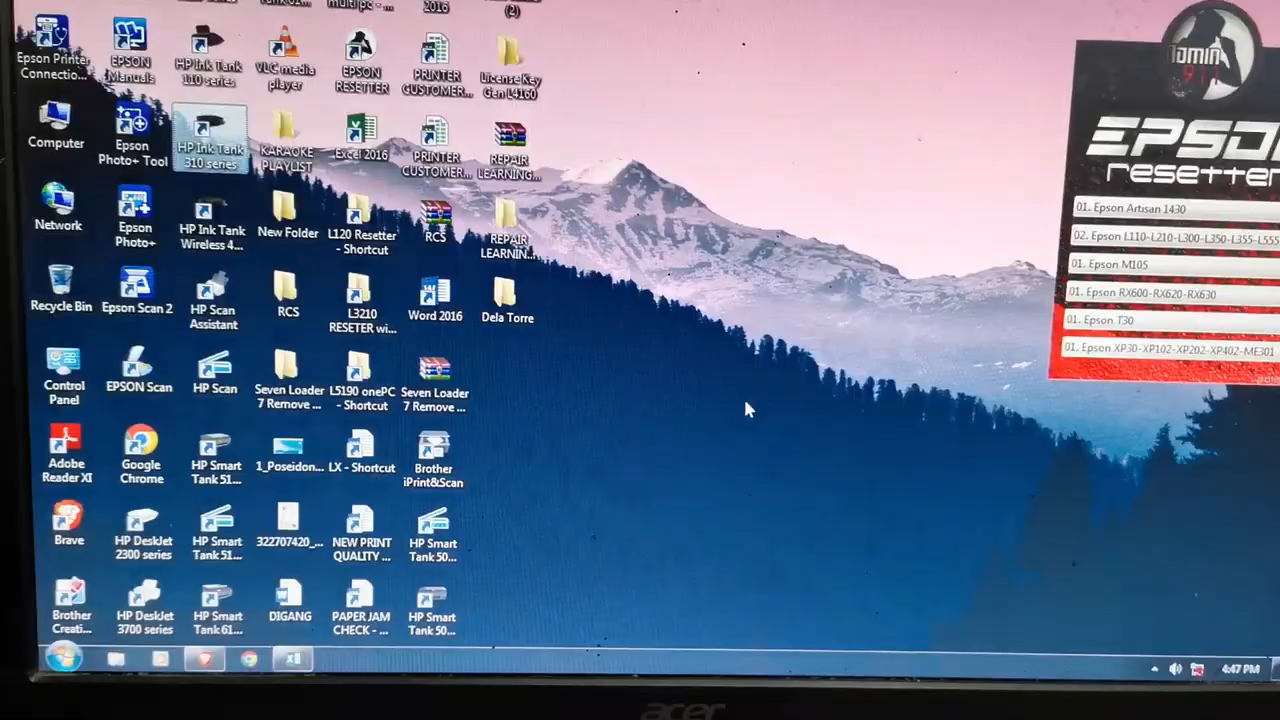 2016
(2)
Epson Printer
Connectio...
EPSON
Manuals
HP Ink Tank
110 series
VLC media
player
EPSON
RESETTER
PRINTER
CUSTOMER...
License Key
Gen L4160
Computer
Epson
Photo+ Tool
HP Ink Tank
310 series
KARAOKE
PLAYLIST
Excel 2016
PRINTER
CUSTOMER...
REPAIR
LEARNING...
Network
Epson
Photo+
HP Ink Tank
Wireless 4...
New Folder
L120 Resetter
- Shortcut
RCS
REPAIR
LEARNIN...
Recycle Bin
Epson Scan 2
HP Scan
Assistant
RCS
L3210
RESETER wi...
Word 2016
Dela Torre
Control
Panel
EPSON Scan
HP Scan
Seven Loader
7 Remove ...
L5190 onePC
- Shortcut
Seven Loader
7 Remove ...
Adobe
Reader XI
Google
Chrome
HP Smart
Tank 51...
1_Poseidon...
LX - Shortcut
Brother
iPrint&Scan
Brave
HP DeskJet
2300 series
HP Smart
Tank 51...
322707420_...
NEW PRINT
QUALITY ...
HP Smart
Tank 50...
Brother
Creati...
HP DeskJet
3700 series
HP Smart
Tank 61...
DIGANG
PAPER JAM
CHECK - ...
HP Smart
Tank 50...
911
EPSO
resetter
01. Epson Artisan 1430
02. Epson L110-L210-L300-L350-L355-L555
01. Epson M105
01. Epson RX600-RX620-RX630
01. Epson T30
01. Epson XP30-XP102-XP202-XP402-ME301
4:47 PM
acer